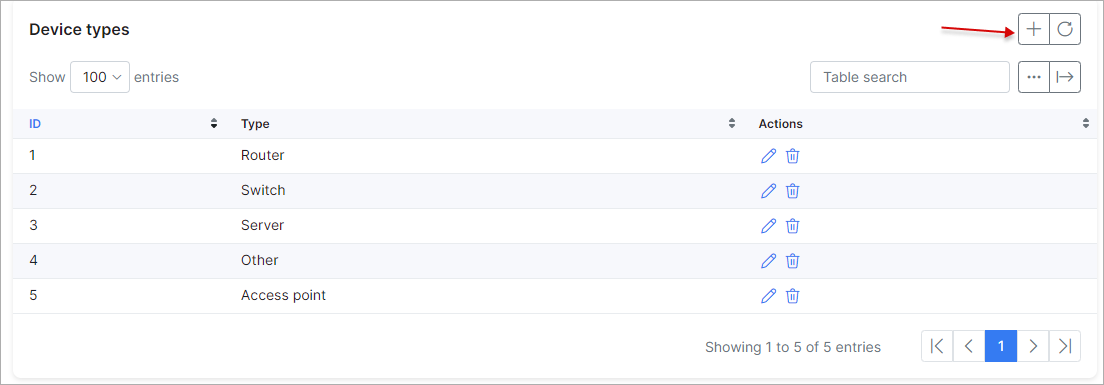 Device types
Show 100 entries
Table search
ID Type Actions
1 Router
2 Switch
3 Server
4 Other
5 Access point
Showing 1 to 5 of 5 entries 1